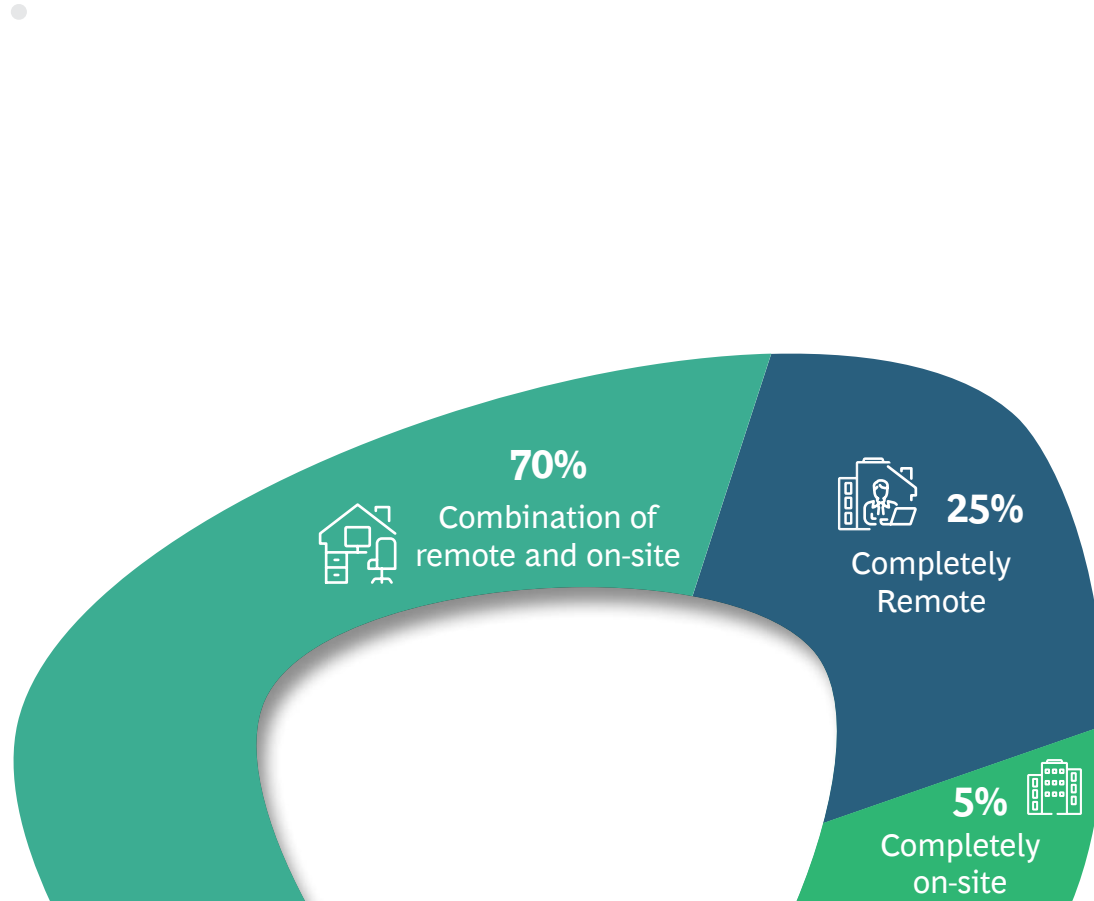 70%
Combination of
remote and on-site
25%
Completely
Remote
5%
Completely
on-site